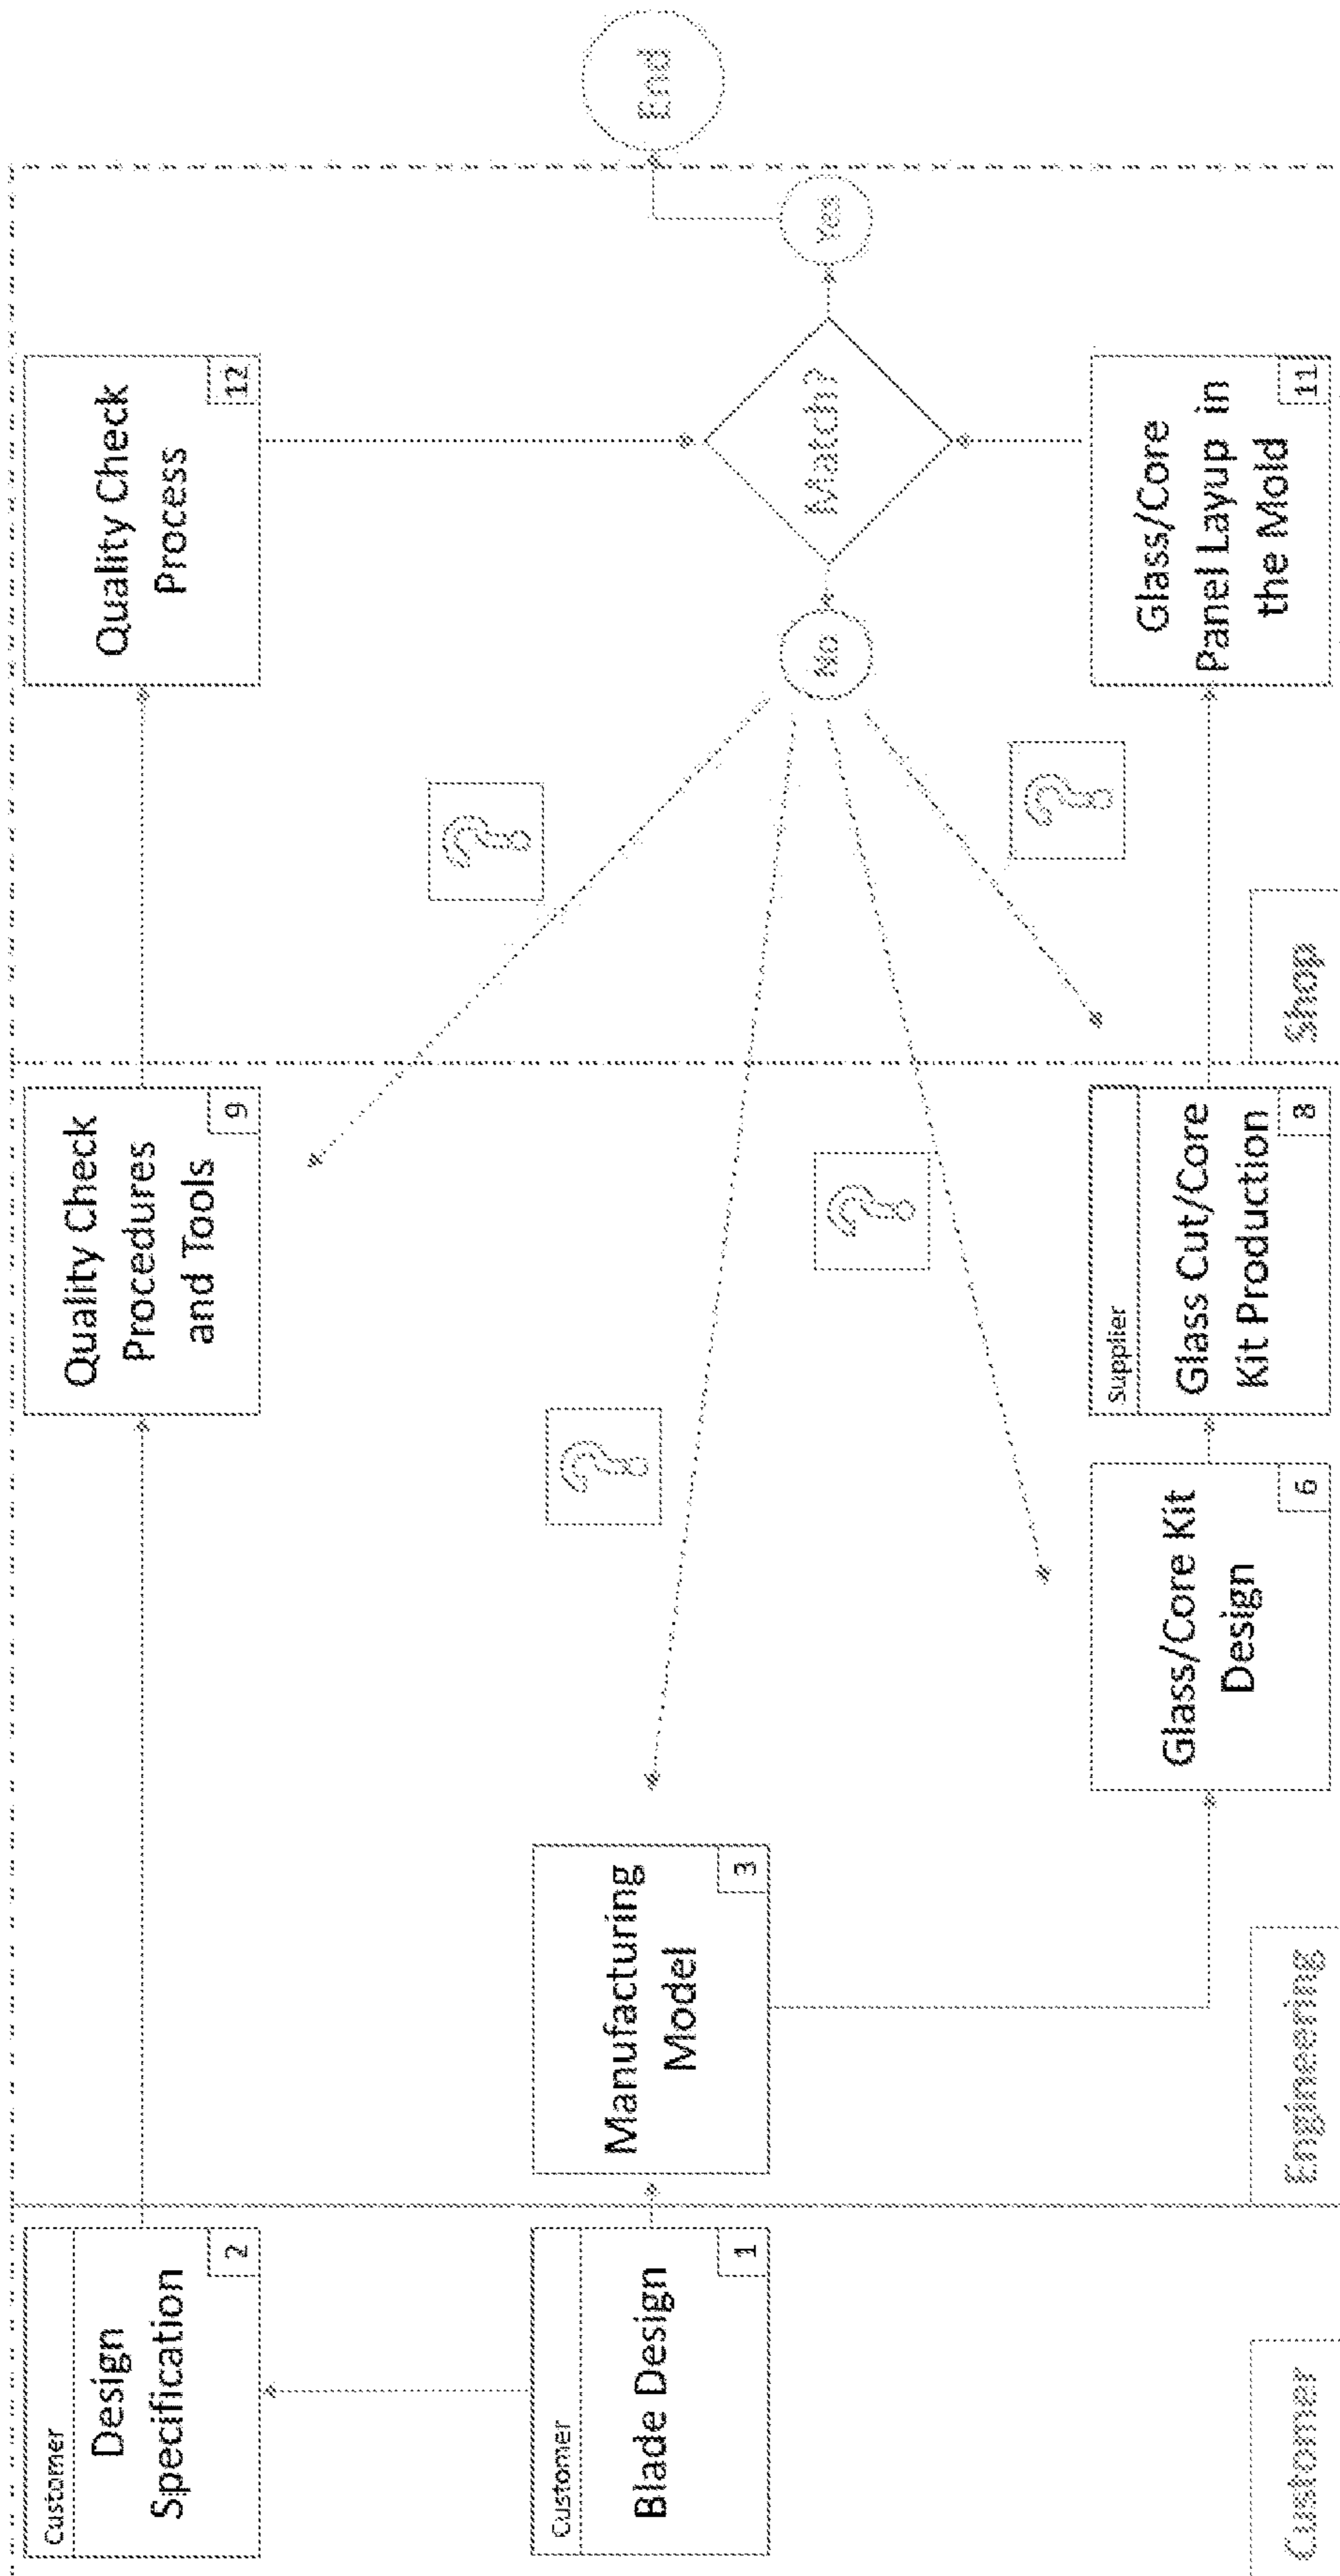 Customer
Design
Specification
2
Customer
Blade Design
1
Customer
Manufacturing
Model
3
Engineering
Quality Check
Procedures
and Tools
9
Glass/Core Kit
Design
6
Supplier
Glass Cut/Core
Kit Production
8
?
?
?
?
Shop
Quality Check
Process
12
No
Match?
Yes
Glass/Core
Panel Layup in
the Mold
11
End